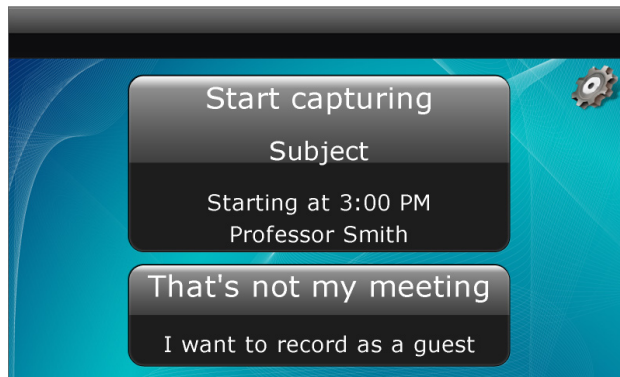 Start capturing
Subject
Starting at 3:00 PM
Professor Smith
That's not my meeting
I want to record as a guest